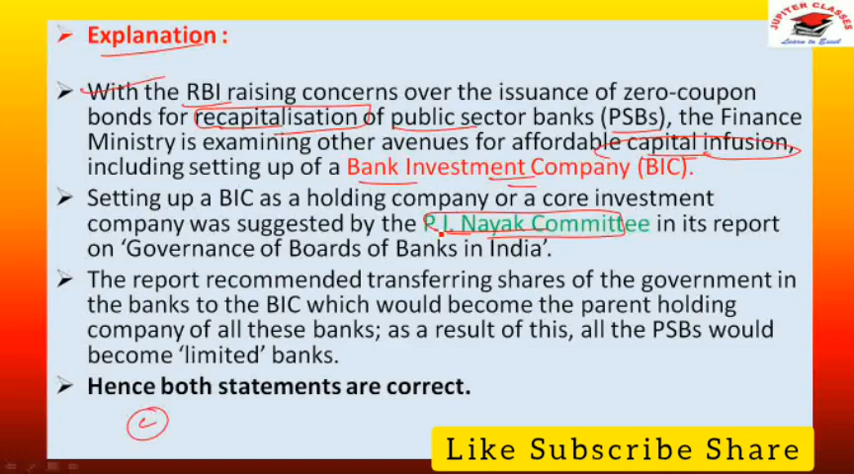 JUPITER CLASSES
Learn to Excel
➤ Explanation :
➤ With the RBI raising concerns over the issuance of zero-coupon
bonds for recapitalisation of public sector banks (PSBs), the Finance
Ministry is examining other avenues for affordable capital infusion,
including setting up of a Bank Investment Company (BIC).
➤ Setting up a BIC as a holding company or a core investment
company was suggested by the P.J. Nayak Committee in its report
on ‘Governance of Boards of Banks in India’.
➤ The report recommended transferring shares of the government in
the banks to the BIC which would become the parent holding
company of all these banks; as a result of this, all the PSBs would
become ‘limited’ banks.
➤ Hence both statements are correct.
c
Like Subscribe Share